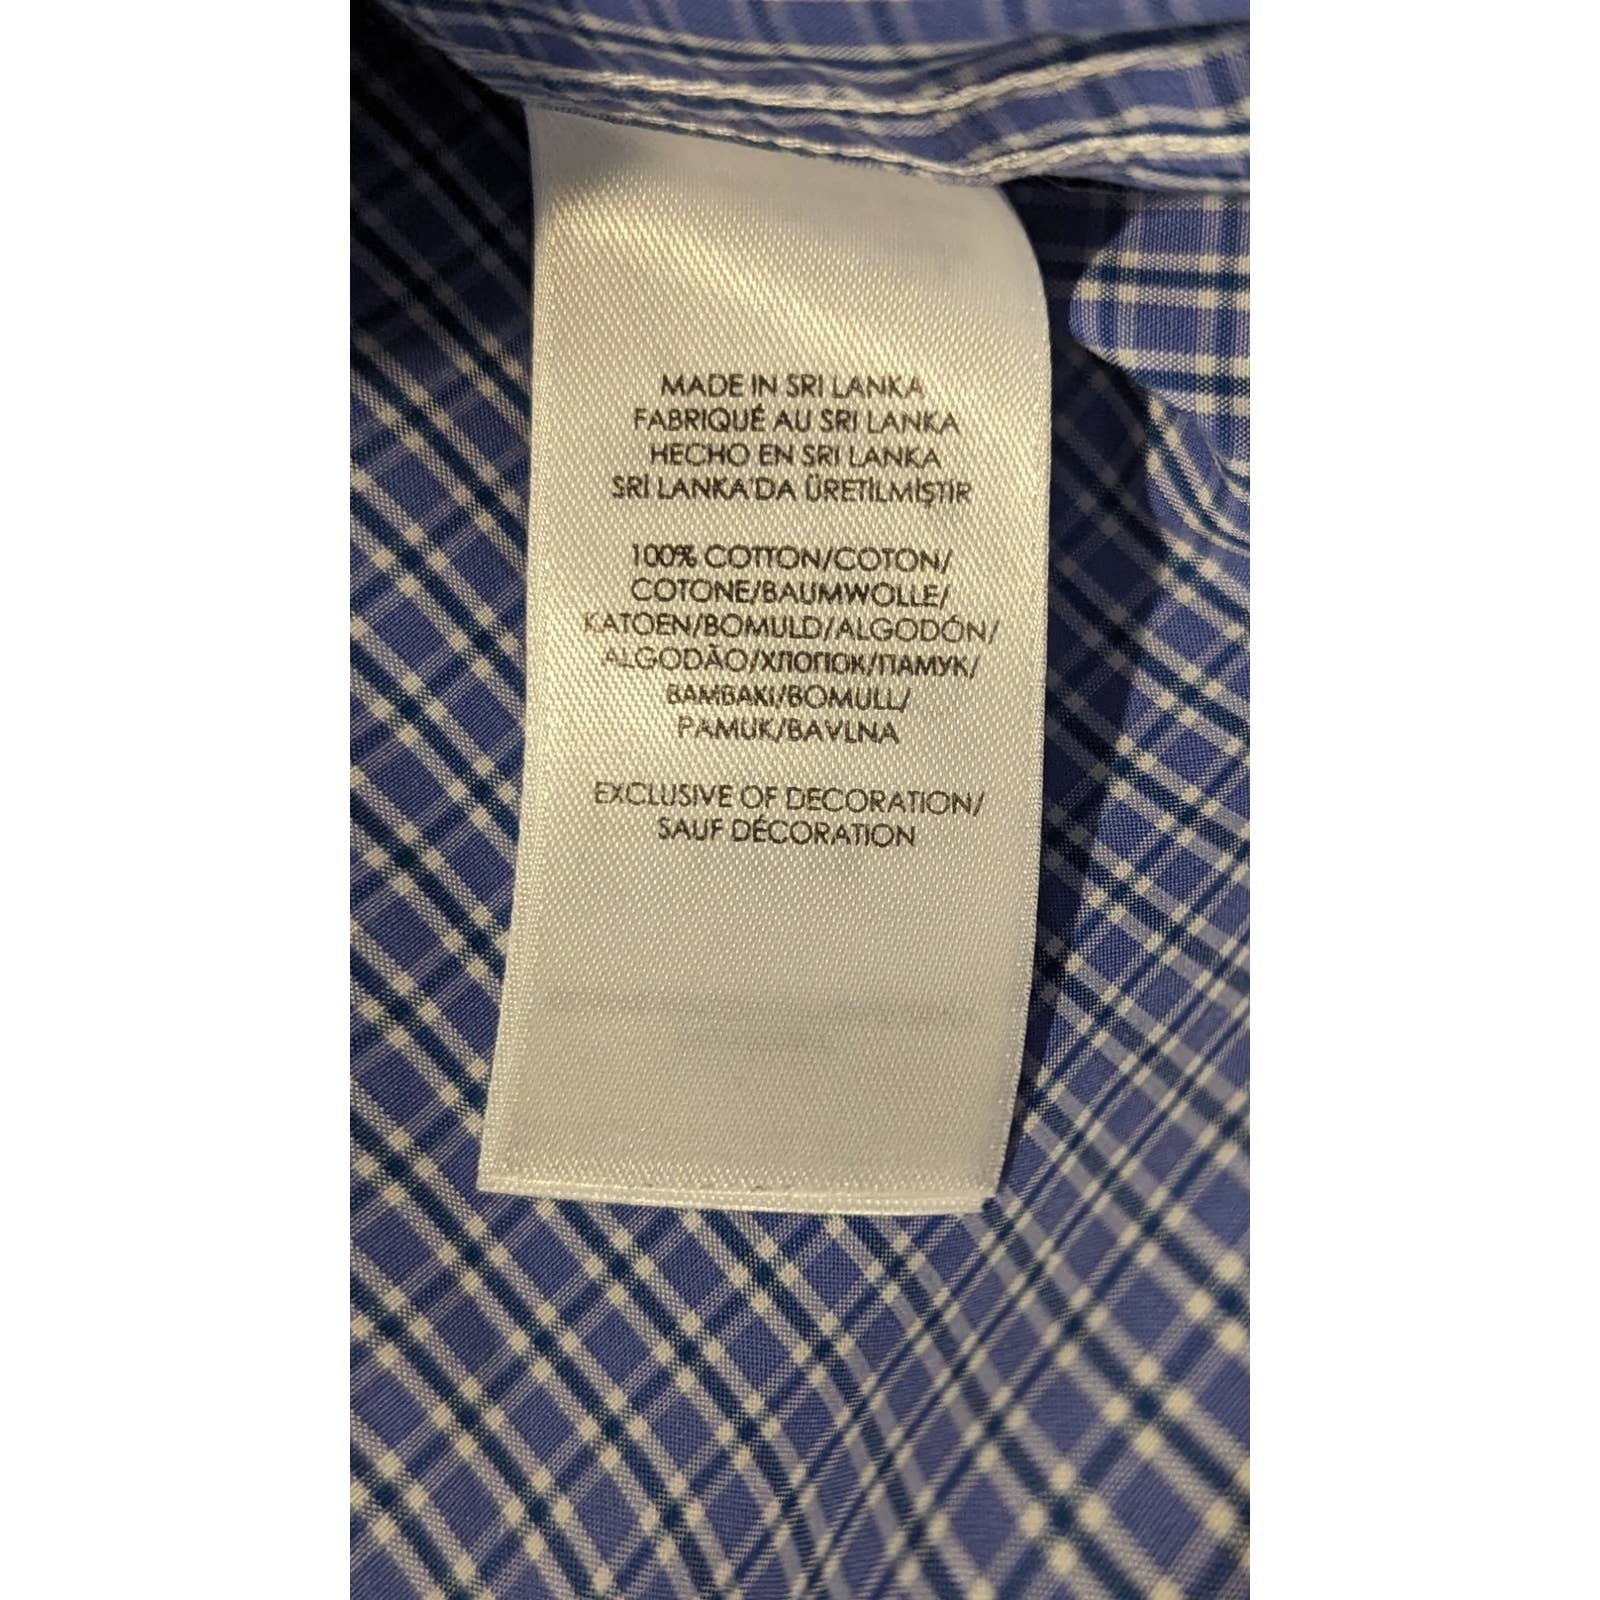 MADE IN SRI LANKA
FABRIQUÉ AU SRI LANKA
HECHO EN SRI LANKA
SRİ LANKA'DA ÜRETİLMİŞTİR
100% COTTON/COTON/
COTONE/BAUMWOLLE/
KATOEN/BOMULD/ALGODÓN/
ALGODÃO/ХЛОПОК/ПАМУК/
ΒΑΜΒΑΚΙ/BOMULL/
PAMUK/BAVLNA
EXCLUSIVE OF DECORATION/
SAUF DÉCORATION